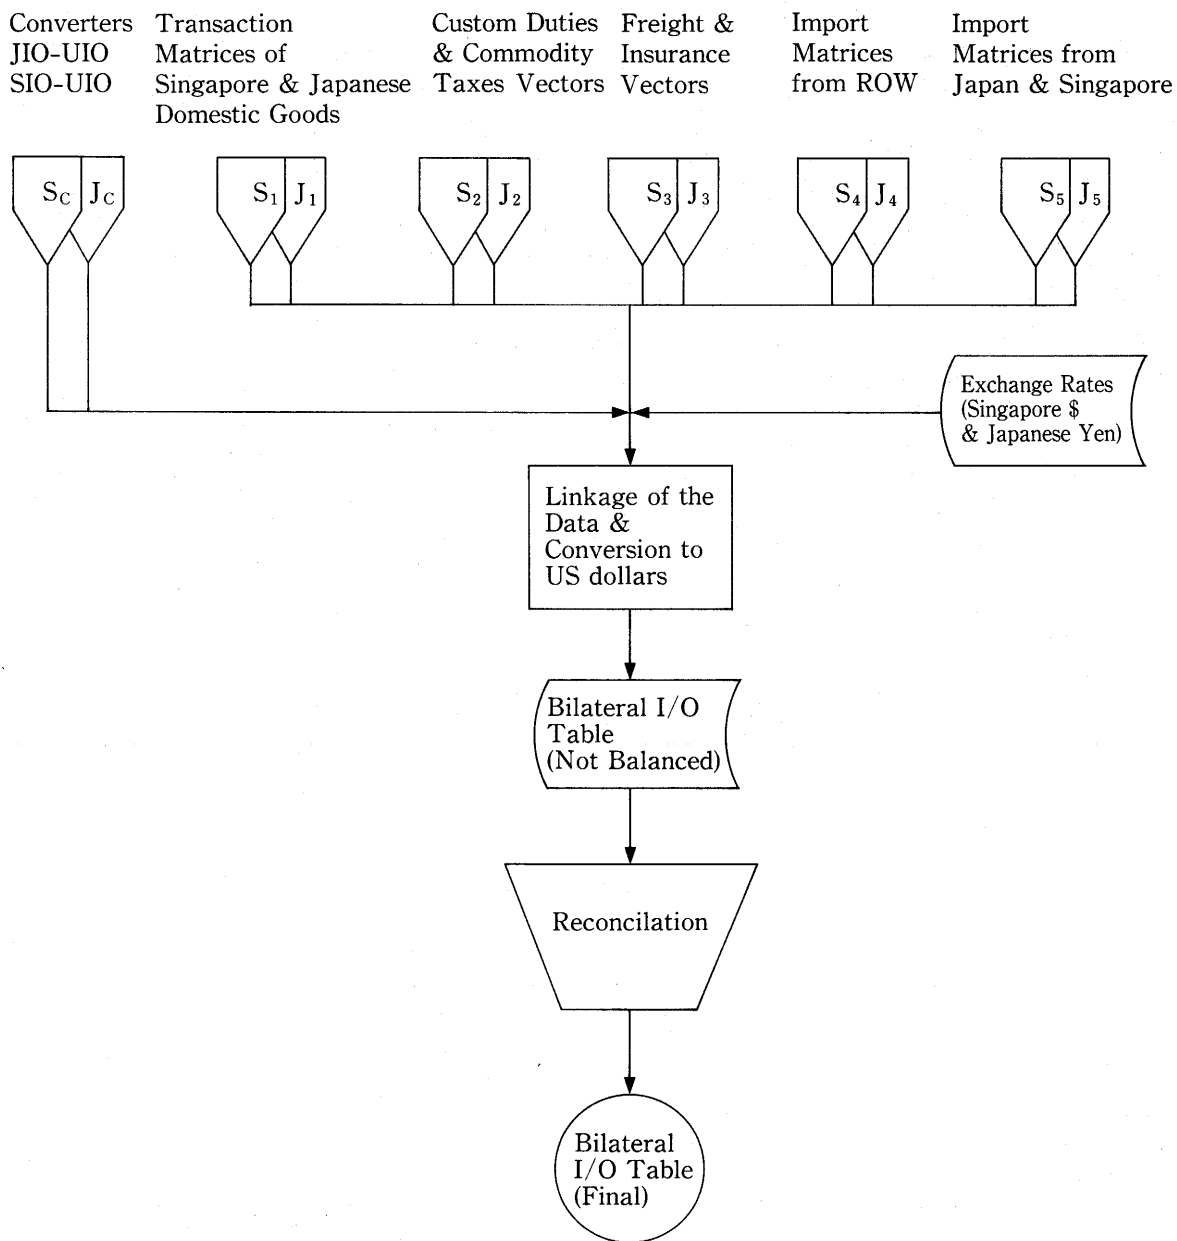 Converters
JIO-UIO
SIO-UIO
Transaction
Matrices of
Singapore & Japanese
Domestic Goods
Custom Duties
& Commodity
Taxes Vectors
Freight &
Insurance
Vectors
Import
Matrices
from ROW
Import
Matrices from
Japan & Singapore
SC JC
S1 J1
S2 J2
S3 J3
S4 J4
S5 J5
Exchange Rates
(Singapore $
& Japanese Yen)
Linkage of the
Data &
Conversion to
US dollars
Bilateral I/O
Table
(Not Balanced)
Reconcilation
Bilateral
I/O Table
(Final)